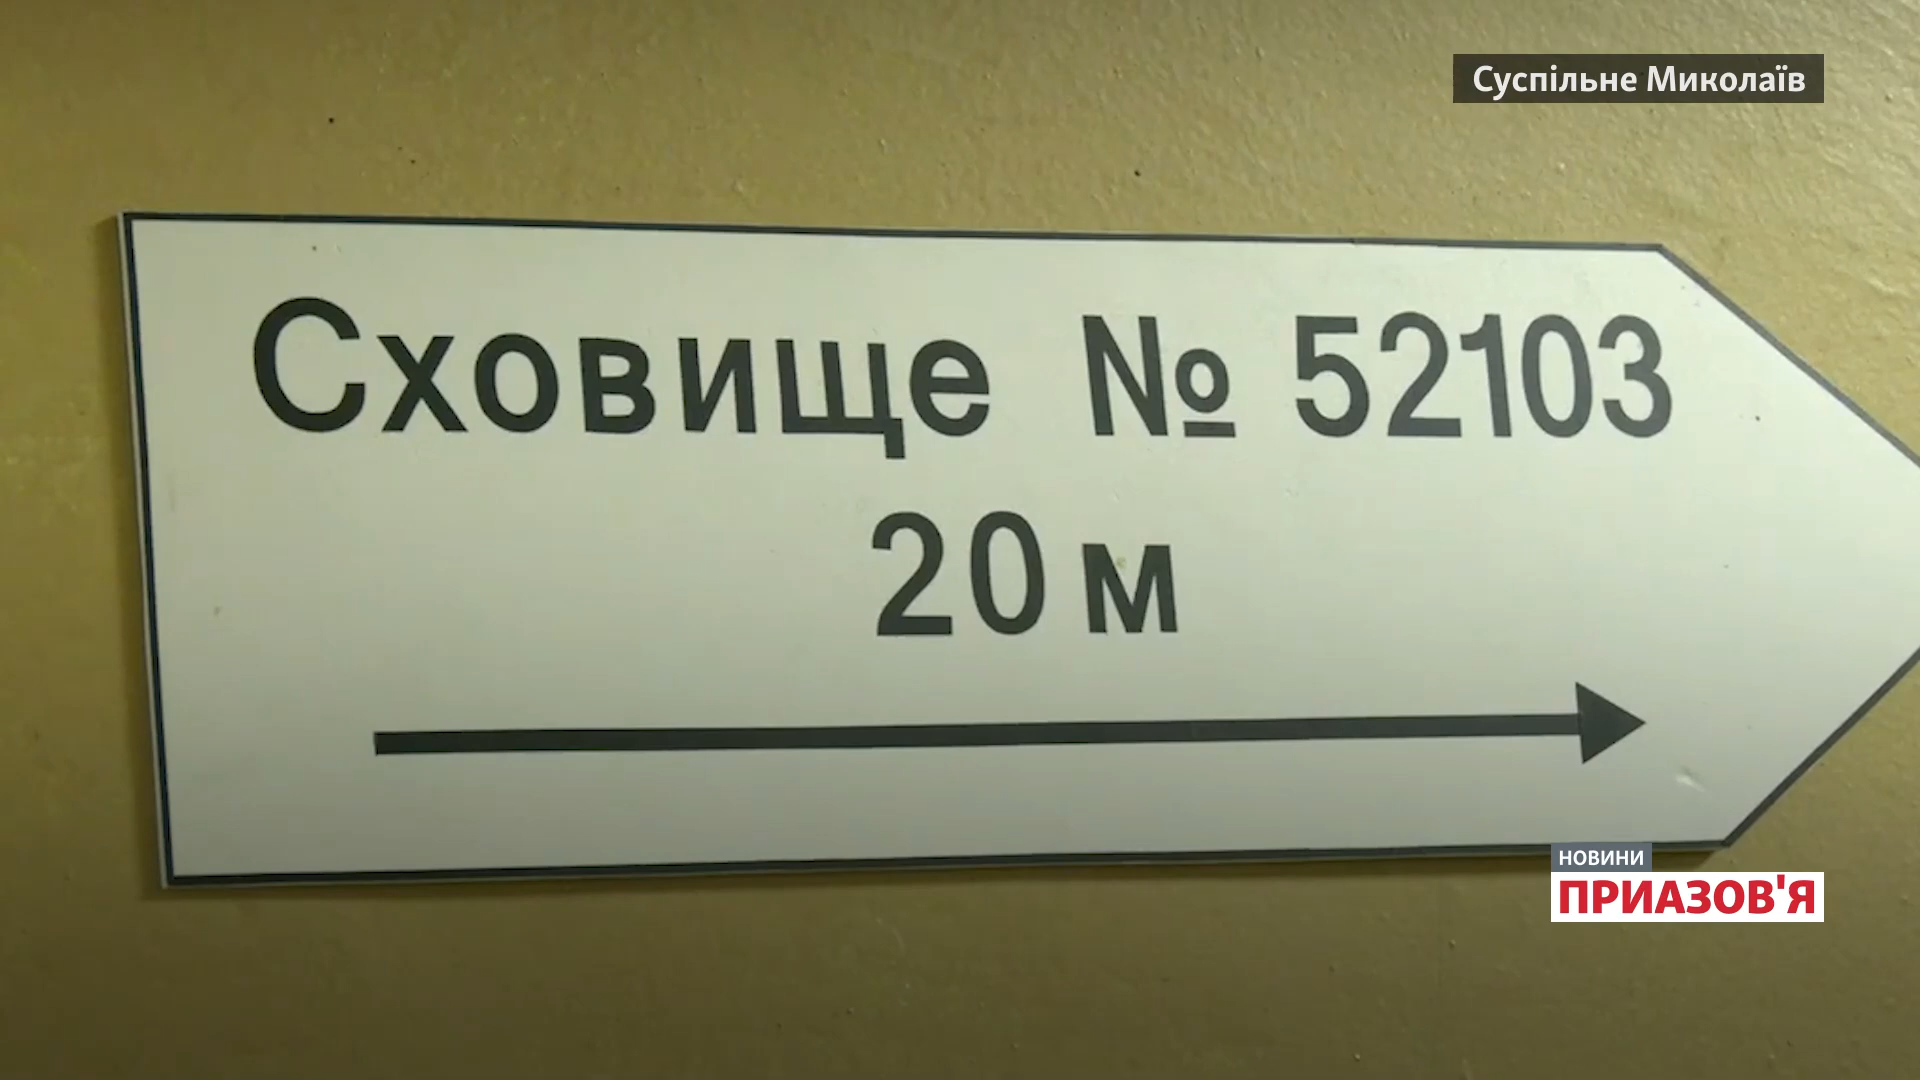 Суспільне Миколаїв
Сховище № 52103
20 м
НОВИНИ
ПРИАЗОВ'Я